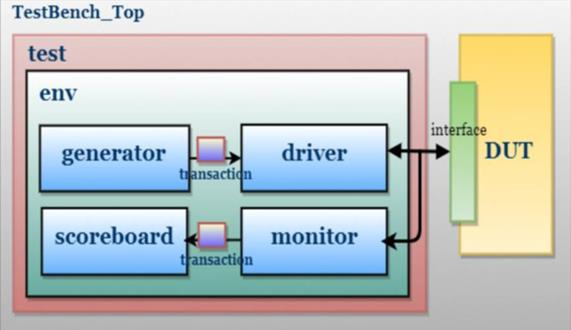 TestBench_Top
test
env
generator
transaction
driver
interface
DUT
scoreboard
transaction
monitor